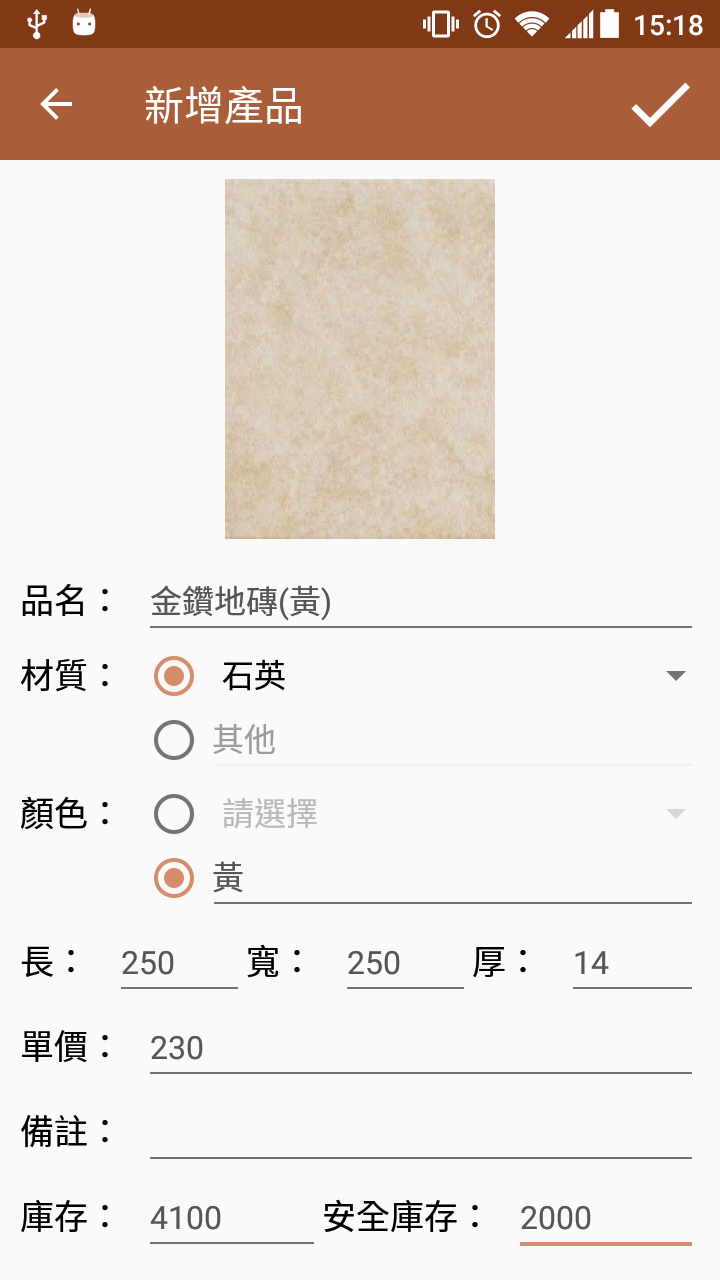 15:18
新增產品
品名： 金鑽地磚(黃)
材質： 石英
其他
顏色： 請選擇
黃
長： 250 寬： 250 厚： 14
單價： 230
備註：
庫存： 4100 安全庫存： 2000